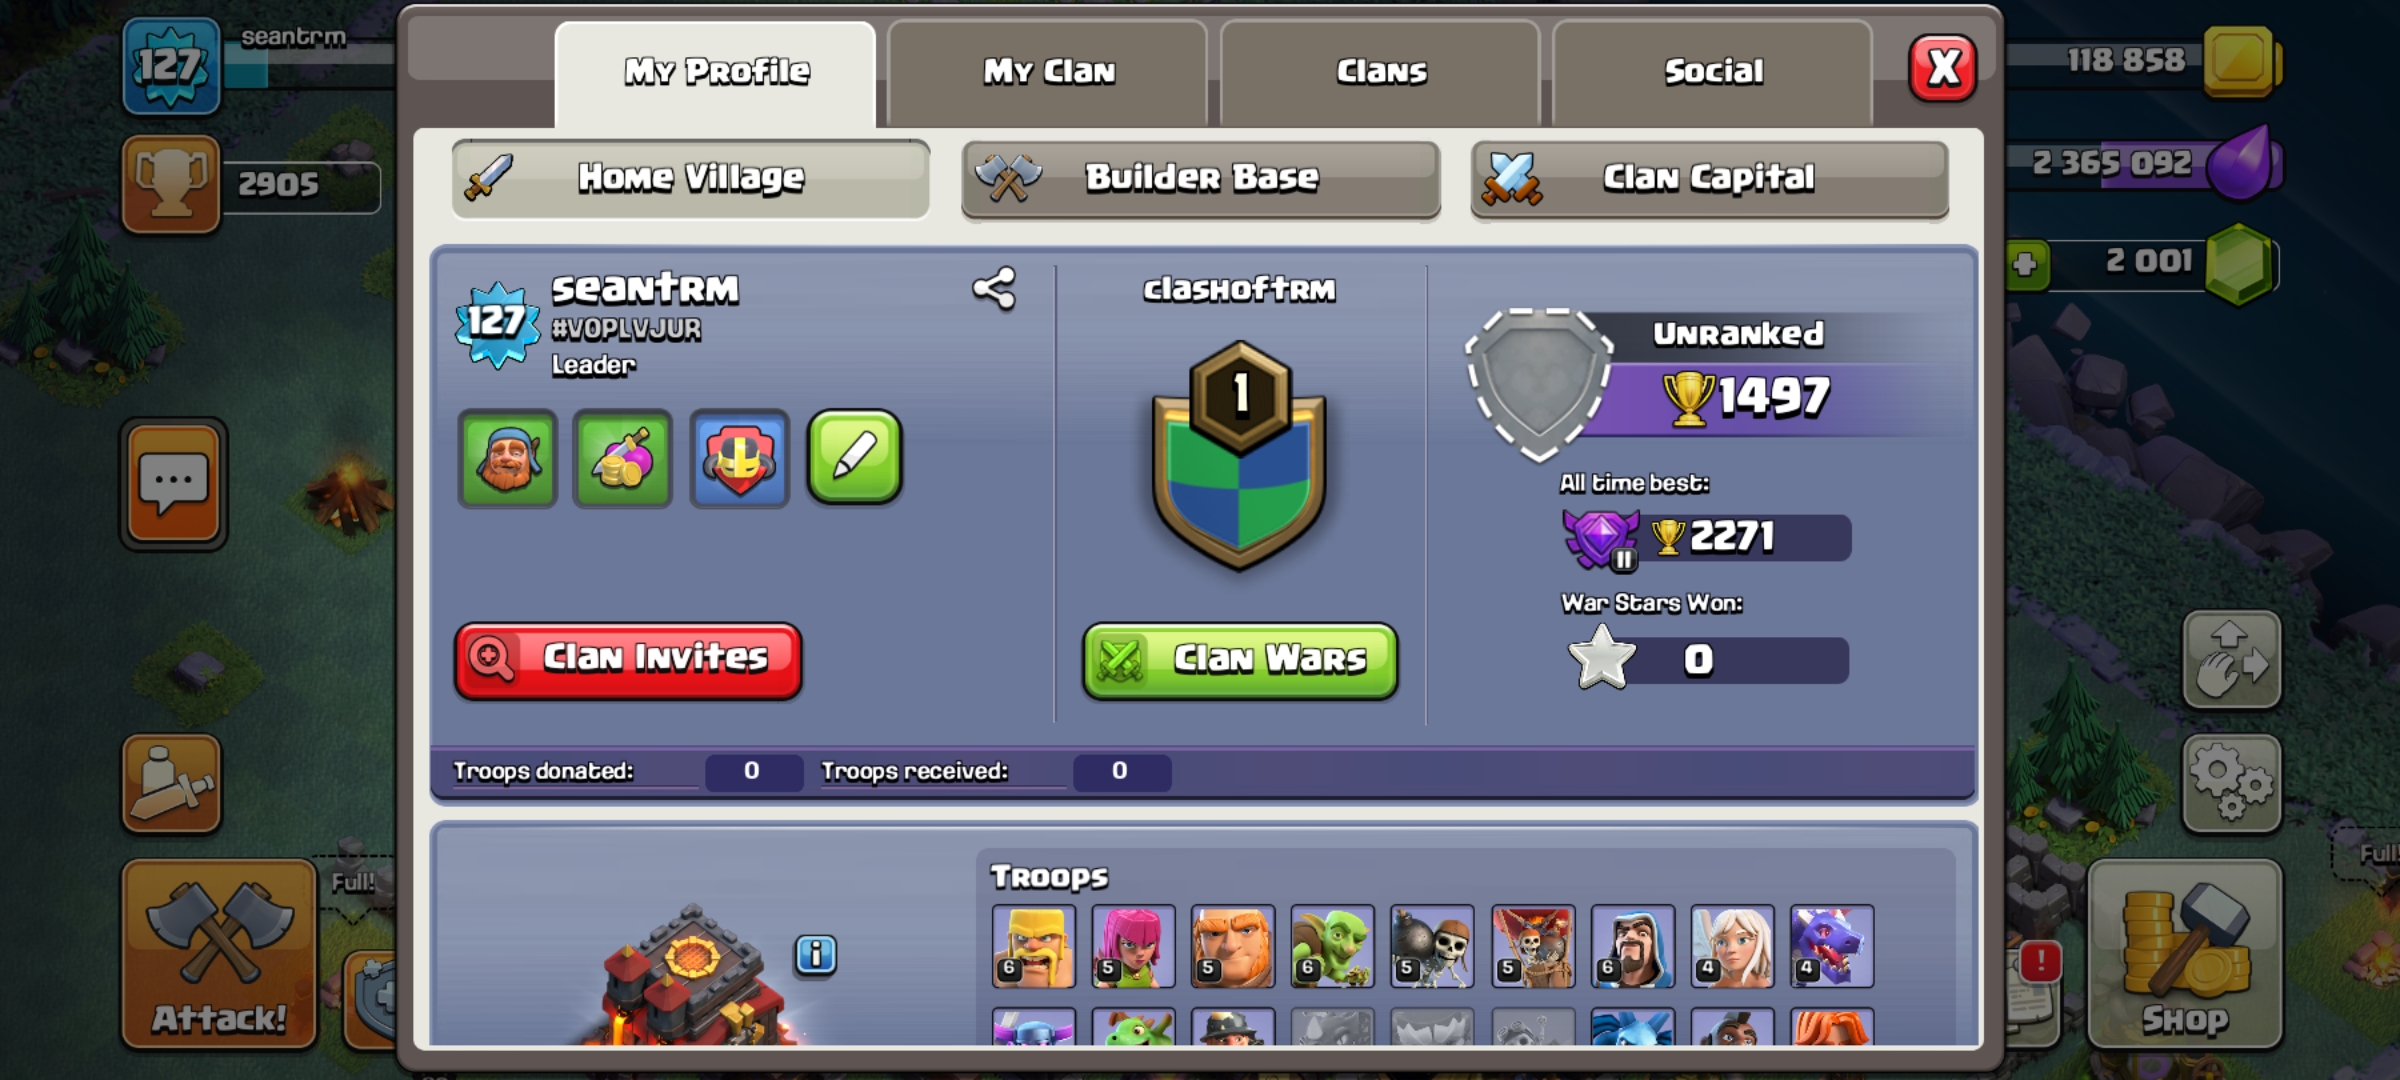 127
seantrm
2905
My Profile
My Clan
Clans
Social
X
118 858
2 365 092
2 001
Home Village
Builder Base
Clan Capital
127
seantRM
#VOPLVJUR
Leader
clashoftRM
1
Unranked
1497
All time best:
II
2271
War Stars Won:
0
Clan Invites
Clan Wars
Troops donated:
0
Troops received:
0
Full!
Attack!
i
Troops
6
5
5
6
5
5
6
4
4
Full!
!
Shop